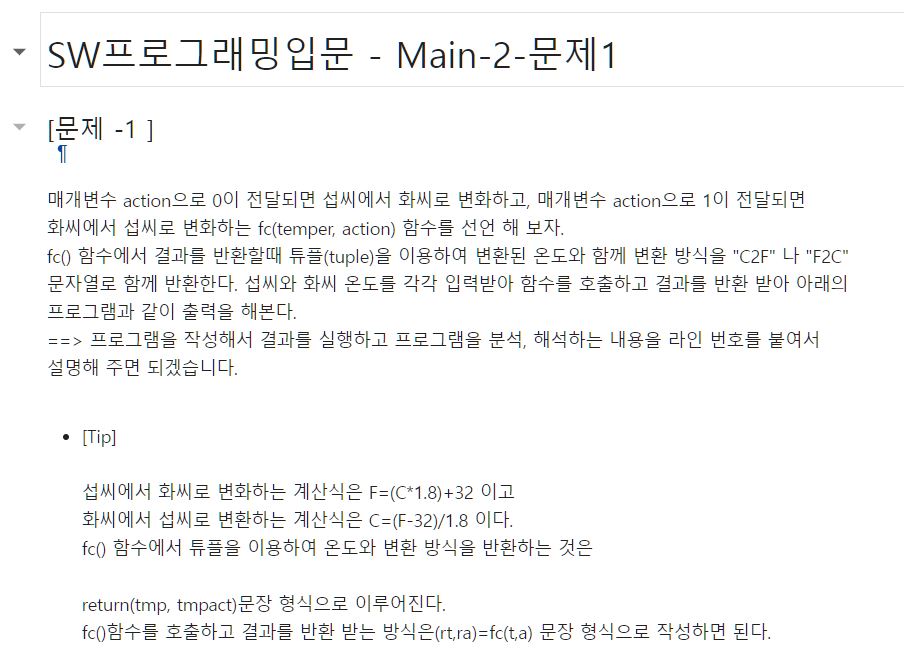 SW프로그래밍입문 - Main-2-문제1
[문제 -1 ]
¶
매개변수 action으로 0이 전달되면 섭씨에서 화씨로 변화하고, 매개변수 action으로 1이 전달되면
화씨에서 섭씨로 변화하는 fc(temper, action) 함수를 선언 해 보자.
fc() 함수에서 결과를 반환할때 튜플(tuple)을 이용하여 변환된 온도와 함께 변환 방식을 "C2F" 나 "F2C"
문자열로 함께 반환한다. 섭씨와 화씨 온도를 각각 입력받아 함수를 호출하고 결과를 반환 받아 아래의
프로그램과 같이 출력을 해본다.
==> 프로그램을 작성해서 결과를 실행하고 프로그램을 분석, 해석하는 내용을 라인 번호를 붙여서
설명해 주면 되겠습니다.
• [Tip]
섭씨에서 화씨로 변화하는 계산식은 F=(C*1.8)+32 이고
화씨에서 섭씨로 변환하는 계산식은 C=(F-32)/1.8 이다.
fc() 함수에서 튜플을 이용하여 온도와 변환 방식을 반환하는 것은
return(tmp, tmpact)문장 형식으로 이루어진다.
fc()함수를 호출하고 결과를 반환 받는 방식은(rt,ra)=fc(t,a) 문장 형식으로 작성하면 된다.